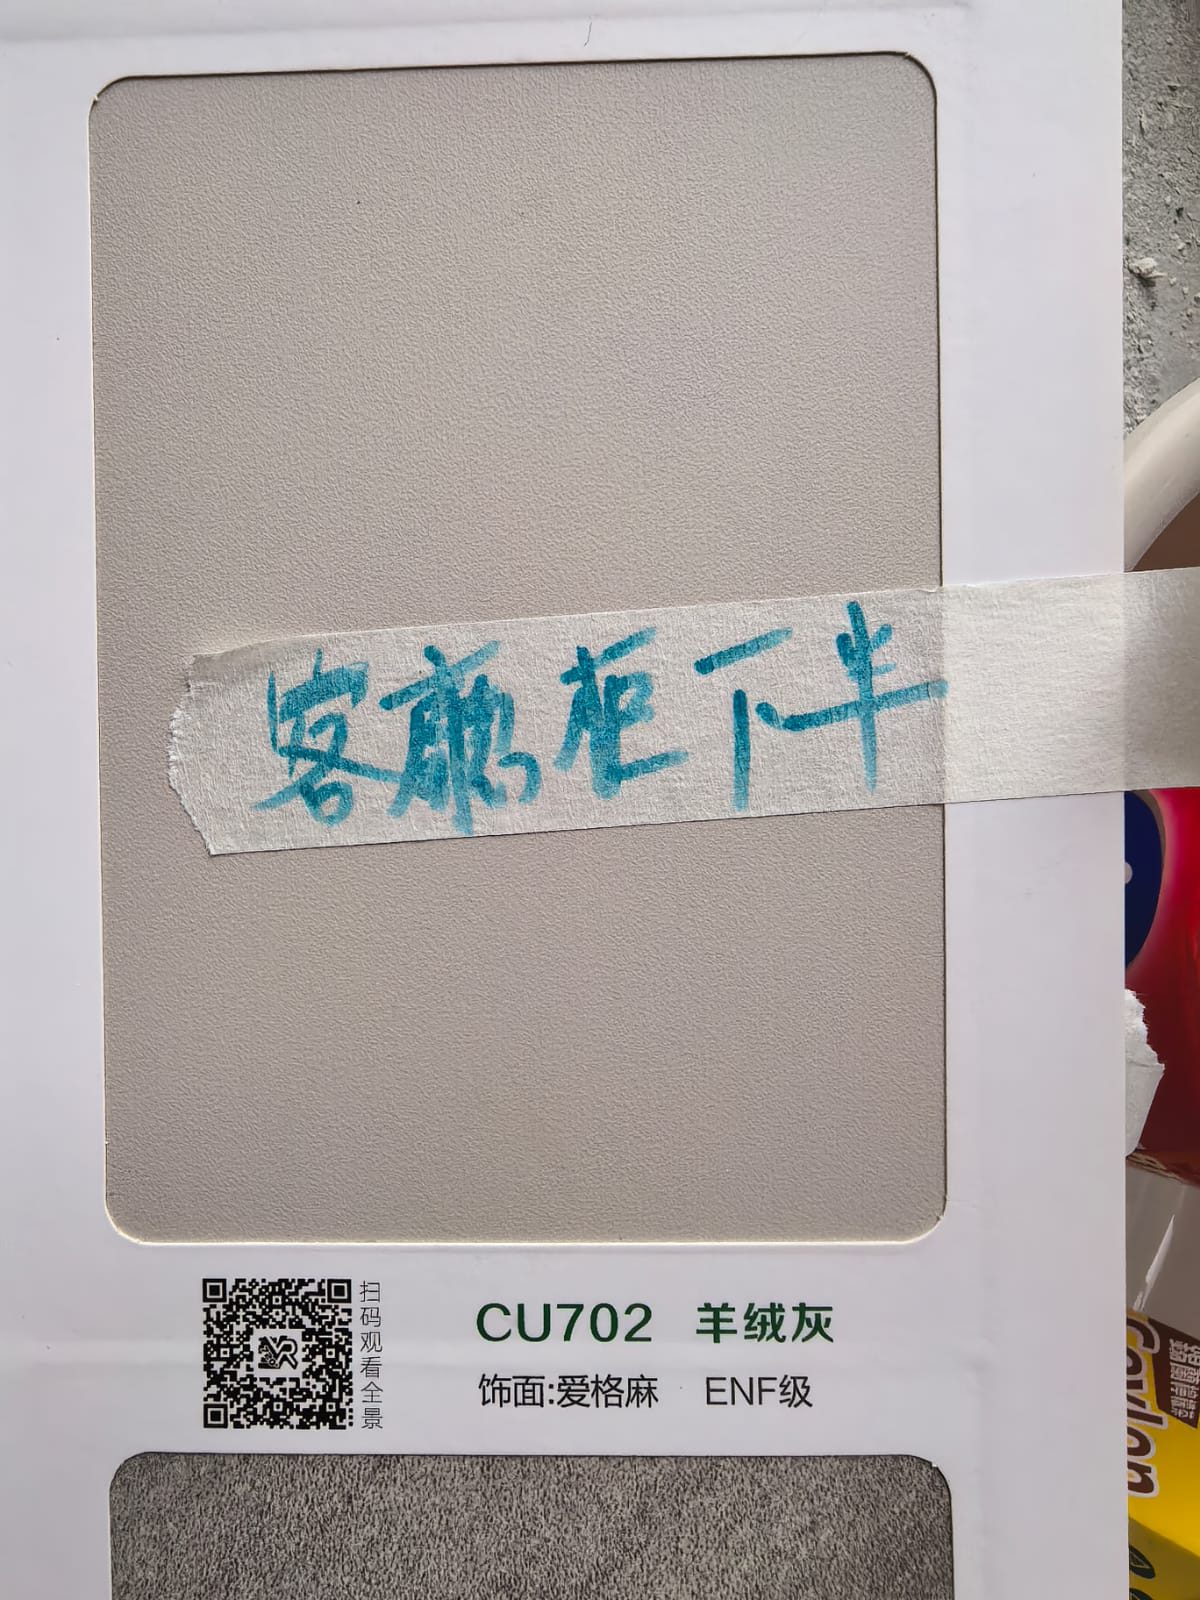 客廳柜下半
扫码观看全景
CU702 羊绒灰
饰面:爱格麻 ENF级
Ceylon